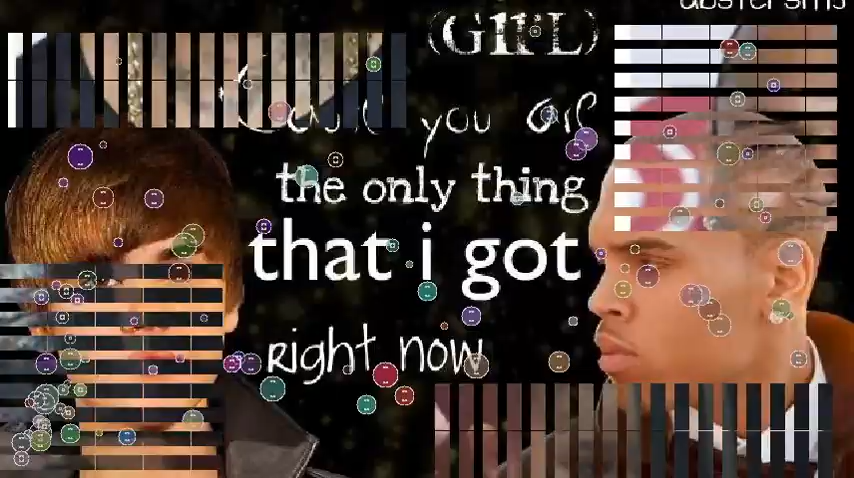 (GIRL)
you are
the only thing
that i got
right now